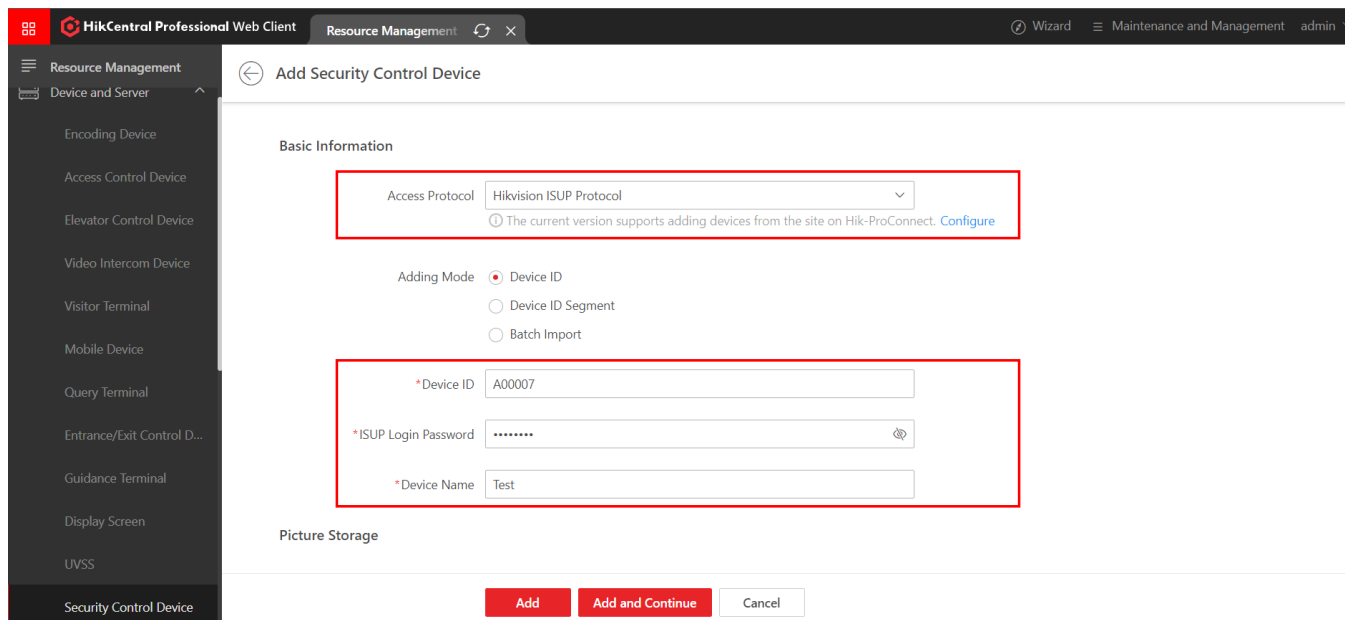 HikCentral Professional Web Client
Resource Management
Wizard
Maintenance and Management
admin
Resource Management
Device and Server
Encoding Device
Access Control Device
Elevator Control Device
Video Intercom Device
Visitor Terminal
Mobile Device
Query Terminal
Entrance/Exit Control D...
Guidance Terminal
Display Screen
UVSS
Security Control Device
Add Security Control Device
Basic Information
Access Protocol Hikvision ISUP Protocol
The current version supports adding devices from the site on Hik-ProConnect. Configure
Adding Mode Device ID
Device ID Segment
Batch Import
*Device ID A00007
*ISUP Login Password ••••••••
*Device Name Test
Picture Storage
Add Add and Continue Cancel